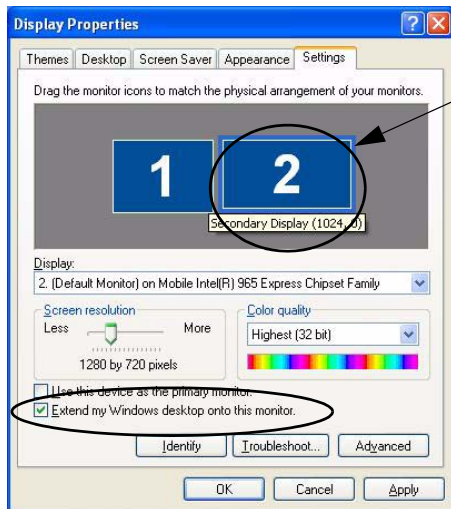 Display Properties
Themes Desktop Screen Saver Appearance Settings
Drag the monitor icons to match the physical arrangement of your monitors.
1 2
Secondary Display (1024, 0)
Display:
2. (Default Monitor) on Mobile Intel(R) 965 Express Chipset Family
Screen resolution
Less More
1280 by 720 pixels
Color quality
Highest (32 bit)
Use this device as the primary monitor.
Extend my Windows desktop onto this monitor.
Identify Troubleshoot... Advanced
OK Cancel Apply